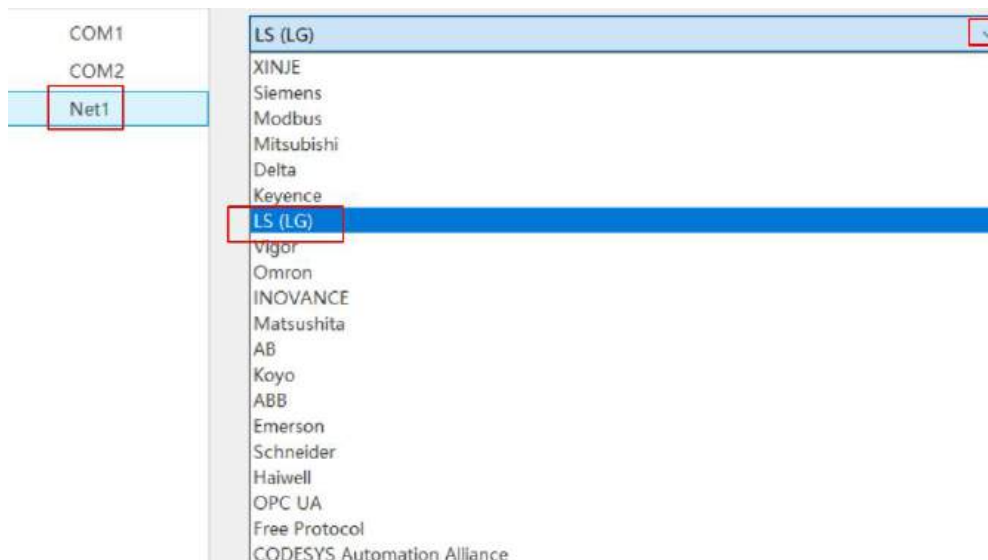 COM1
COM2
Net1
LS (LG)
XINJE
Siemens
Modbus
Mitsubishi
Delta
Keyence
LS (LG)
Vigor
Omron
INOVANCE
Matsushita
AB
Koyo
ABB
Emerson
Schneider
Haiwell
OPC UA
Free Protocol
CODESYS Automation Alliance